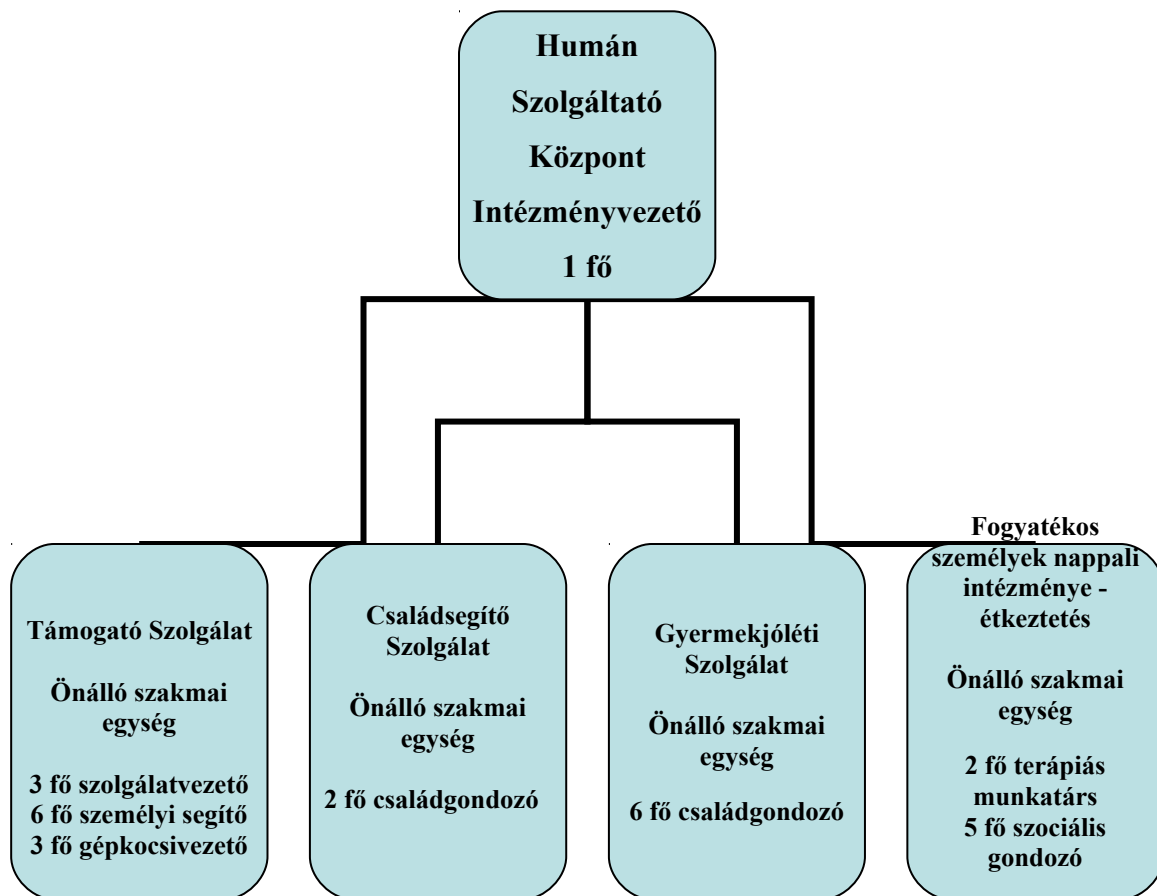 Humán
Szolgáltató
Központ
Intézményvezető
1 fő
Támogató Szolgálat
Önálló szakmai
egység
3 fő szolgálatvezető
6 fő személyi segítő
3 fő gépkocsivezető
Családsegítő
Szolgálat
Önálló szakmai
egység
2 fő családgondozó
Gyermekjóléti
Szolgálat
Önálló szakmai
egység
6 fő családgondozó
Fogyatékos
személyek nappali
intézménye -
étkeztetés
Önálló szakmai
egység
2 fő terápiás
munkatárs
5 fő szociális
gondozó